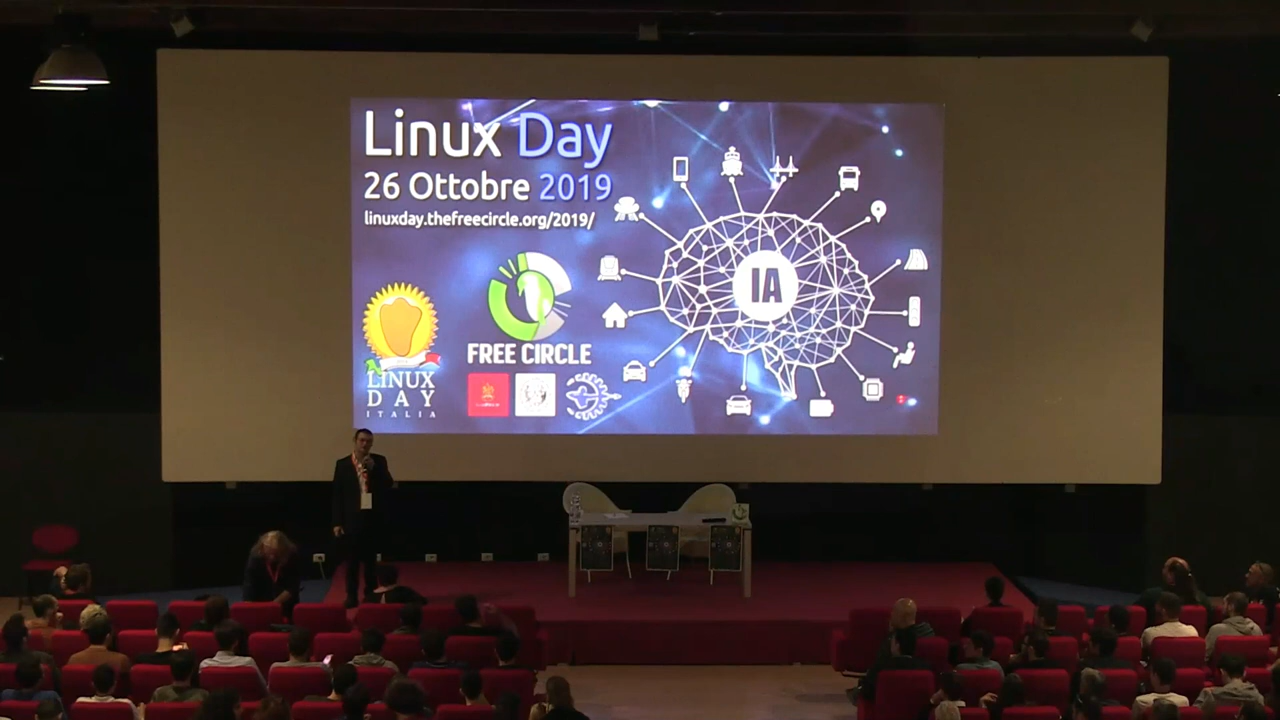 Linux Day
26 Ottobre 2019
linuxday.thefreecircle.org/2019/
IA
FREE CIRCLE
LINUX
DAY
ITALIA